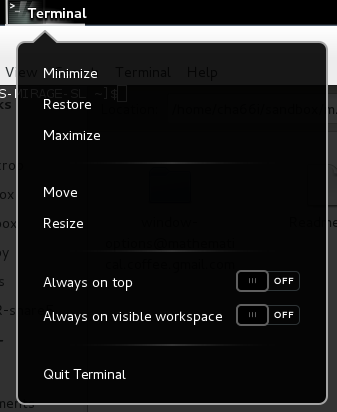 Terminal
Minimize
View Terminal Help
S-MIRAGE-SL ~]$
Restore
Maximize
Move
Resize
Always on top OFF
Always on visible workspace OFF
Quit Terminal